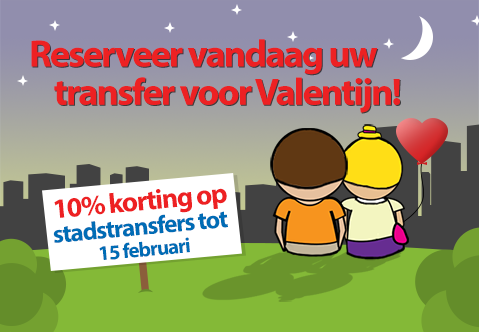 Reserveer vandaag uw
transfer voor Valentijn!
10% korting op
stadstransfers tot
15 februari